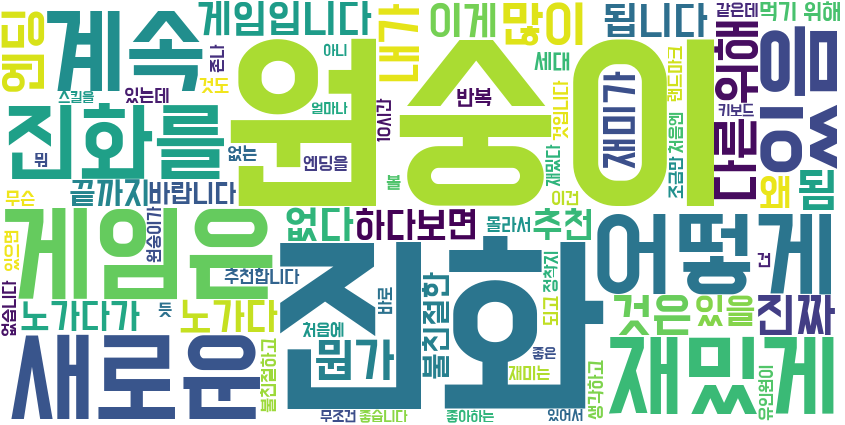 엔딩
계속
게임입니다
내가
이게
많이
됩니다
같은데
먹기 위해
존나
아니
세대
것도
위해
있음
스킬을
있는데
얼마나
반복
재미가
랜드마크
키보드
진화를
원숭이
10시간
것입니다
뭔
없는
엔딩을
재밌다
처음엔
조금만
다른
끝까지
바랍니다
볼
이건
왜
됨
무슨
게임은
원숭이가
없다
하다보면
몰라서
추천
어떻게
있으면
추천합니다
정착지
건
없습니다
노가다가
듯
노가다
처음에
바로
불친절한
되고
것은
있을
진짜
새로운
불친절하고
진화
뭔가
좋은
재미는
생각하고
재밌게
유인원이
무조건
좋습니다
좋아하는
있어서